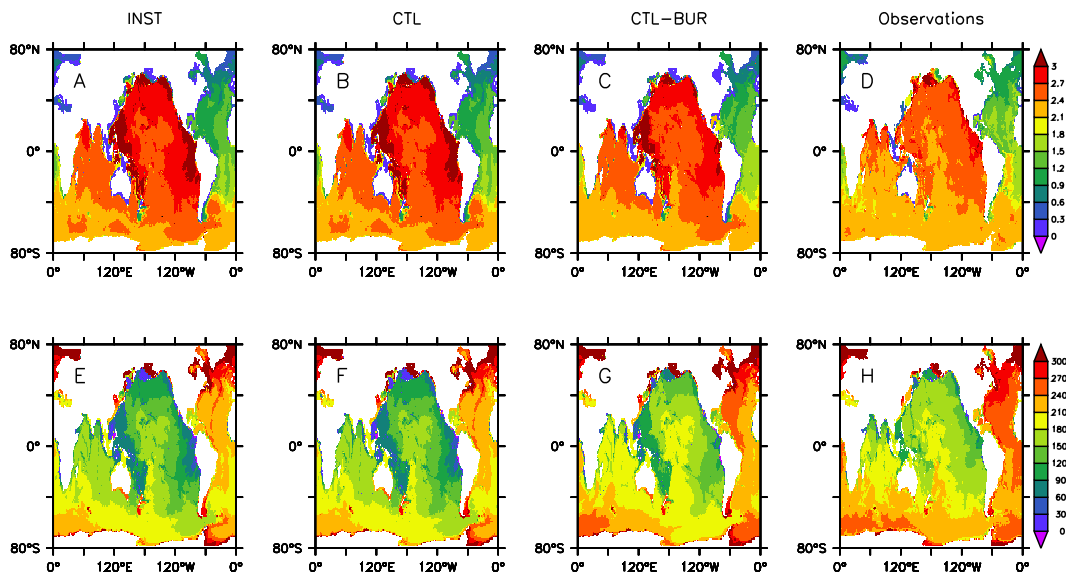 INST CTL CTL-BUR Observations
80°N 80°N 80°N 80°N
A B C D
0° 0° 0° 0°
80°S 80°S 80°S 80°S
0° 120°E 120°W 0° 0° 120°E 120°W 0° 0° 120°E 120°W 0° 0° 120°E 120°W 0°
3
2.7
2.4
2.1
1.8
1.5
1.2
0.9
0.6
0.3
0
80°N 80°N 80°N 80°N
E F G H
0° 0° 0° 0°
80°S 80°S 80°S 80°S
0° 120°E 120°W 0° 0° 120°E 120°W 0° 0° 120°E 120°W 0° 0° 120°E 120°W 0°
300
270
240
210
180
150
120
90
60
30
0